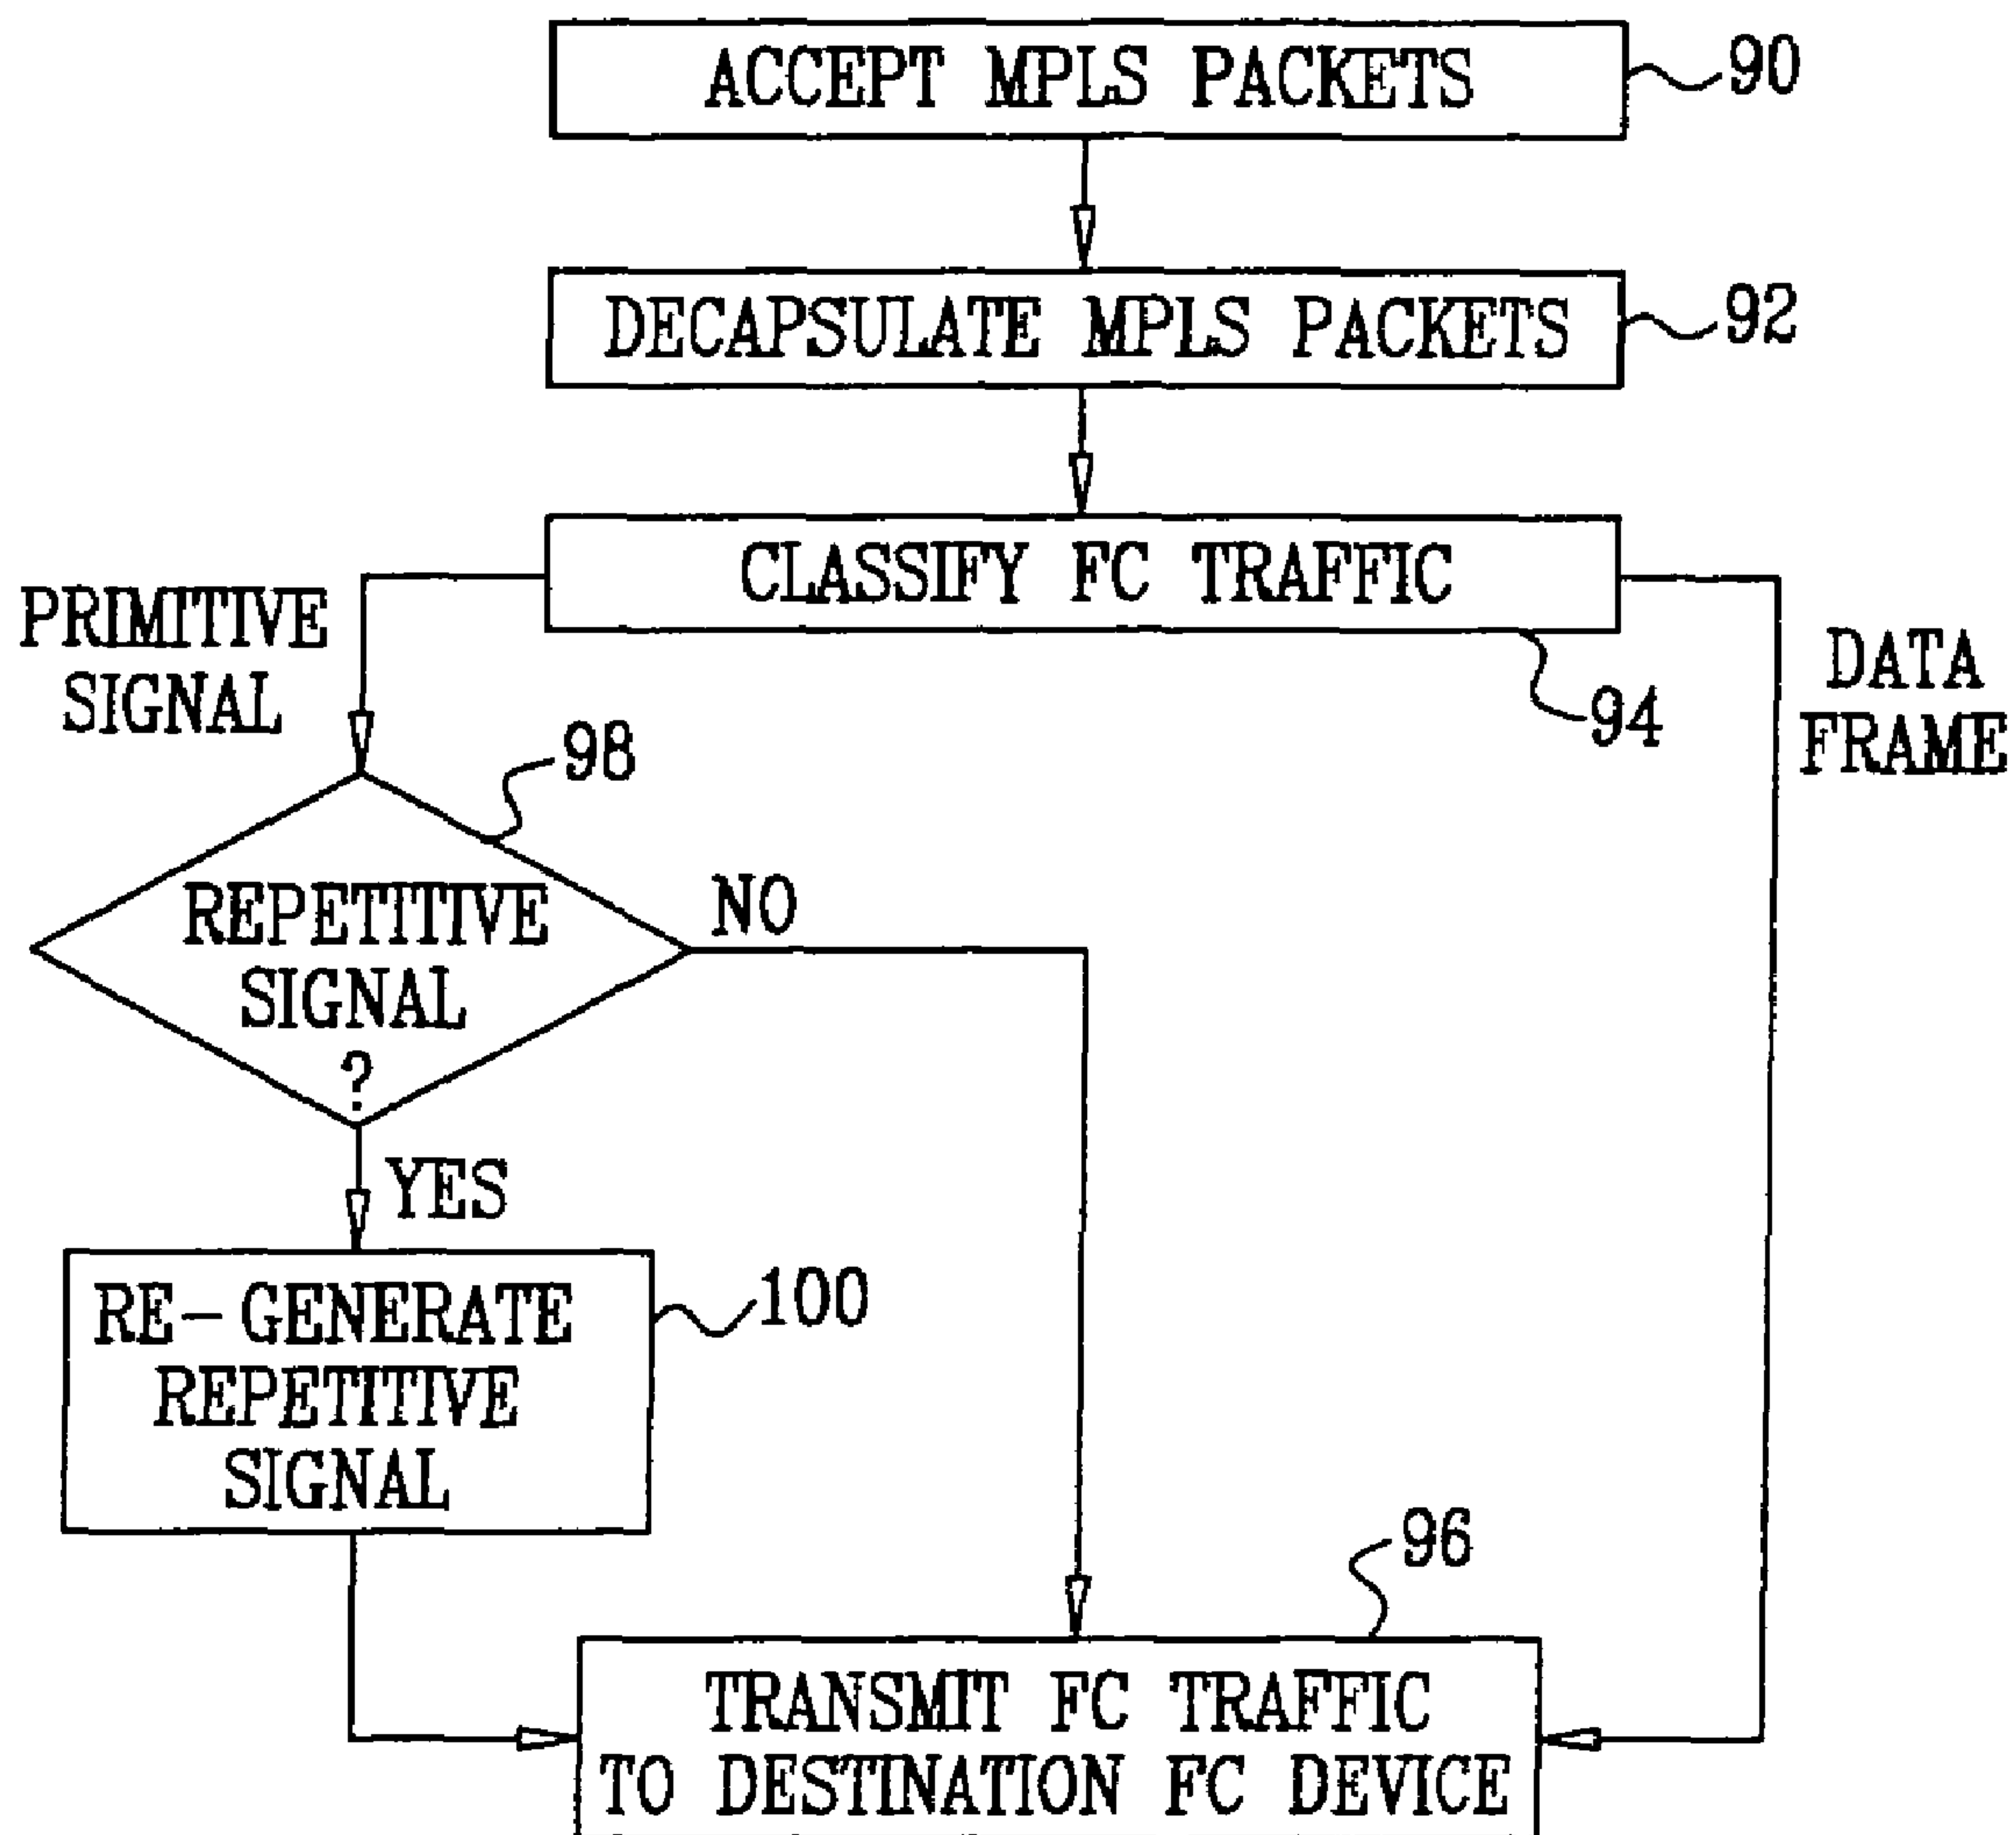 ACCEPT MPLS PACKETS
90
DECAPSULATE MPLS PACKETS
92
CLASSIFY FC TRAFFIC
94
PRIMITIVE
SIGNAL
DATA
FRAME
98
REPETITIVE
SIGNAL
?
NO
YES
RE-GENERATE
REPETITIVE
SIGNAL
100
96
TRANSMIT FC TRAFFIC
TO DESTINATION FC DEVICE